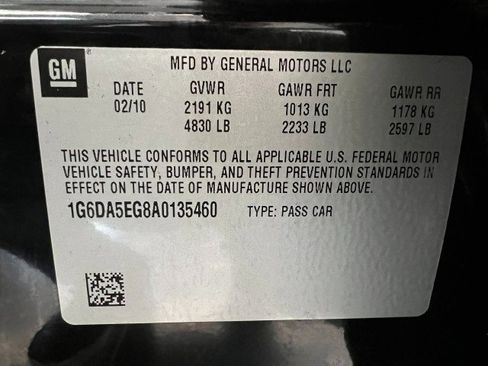 GM
MFD BY GENERAL MOTORS LLC
DATE GVWR GAWR FRT GAWR RR
02/10 2191 KG 1013 KG 1178 KG
4830 LB 2233 LB 2597 LB
THIS VEHICLE CONFORMS TO ALL APPLICABLE U.S. FEDERAL MOTOR
VEHICLE SAFETY, BUMPER, AND THEFT PREVENTION STANDARDS IN
EFFECT ON THE DATE OF MANUFACTURE SHOWN ABOVE.
1G6DA5EG8A0135460 TYPE: PASS CAR